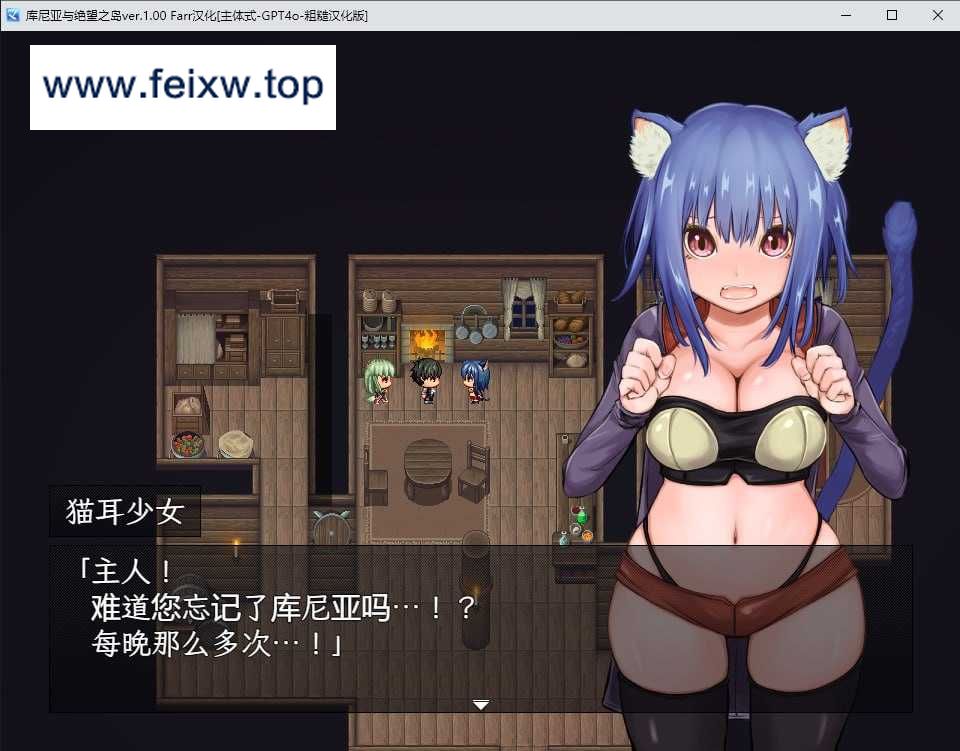 库尼亚与绝望之岛ver.1.00 Farr汉化[主体式-GPT4o-粗糙汉化版]
www.feixw.top
猫耳少女
「主人！
难道您忘记了库尼亚吗…！？
每晚那么多次…！」